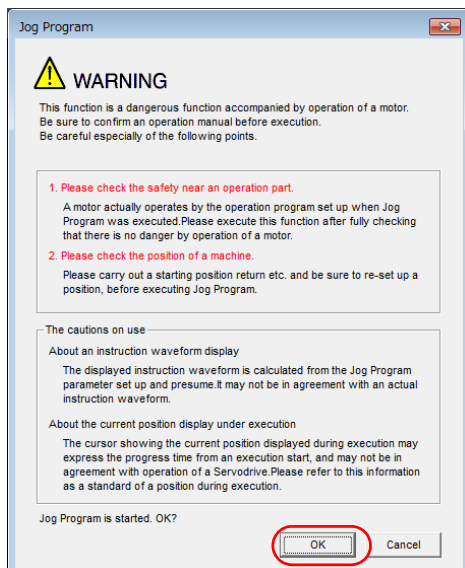 Jog Program
WARNING
This function is a dangerous function accompanied by operation of a motor.
Be sure to confirm an operation manual before execution.
Be careful especially of the following points.
1. Please check the safety near an operation part.
A motor actually operates by the operation program set up when Jog
Program was executed.Please execute this function after fully checking
that there is no danger by operation of a motor.
2. Please check the position of a machine.
Please carry out a starting position return etc. and be sure to re-set up a
position, before executing Jog Program.
The cautions on use
About an instruction waveform display
The displayed instruction waveform is calculated from the Jog Program
parameter set up and presume.It may not be in agreement with an actual
instruction waveform.
About the current position display under execution
The cursor showing the current position displayed during execution may
express the progress time from an execution start, and may not be in
agreement with operation of a Servodrive.Please refer to this information
as a standard of a position during execution.
Jog Program is started. OK?
OK Cancel